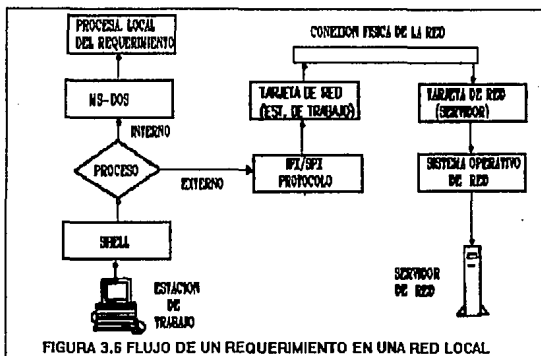 PROCESA. LOCAL
DEL REQUERIMIENTO
CONEXION FISICA DE LA RED
MS-DOS
TARJETA DE RED
(EST. DE TRABAJO)
TARJETA DE RED
(SERVIDOR)
INTERNO
PROCESO
EXTERNO
IPX/SPX
PROTOCOLO
SISTEMA OPERATIVO
DE RED
SHELL
ESTACION
DE
TRABAJO
SERVIDOR
DE RED
FIGURA 3.6 FLUJO DE UN REQUERIMIENTO EN UNA RED LOCAL